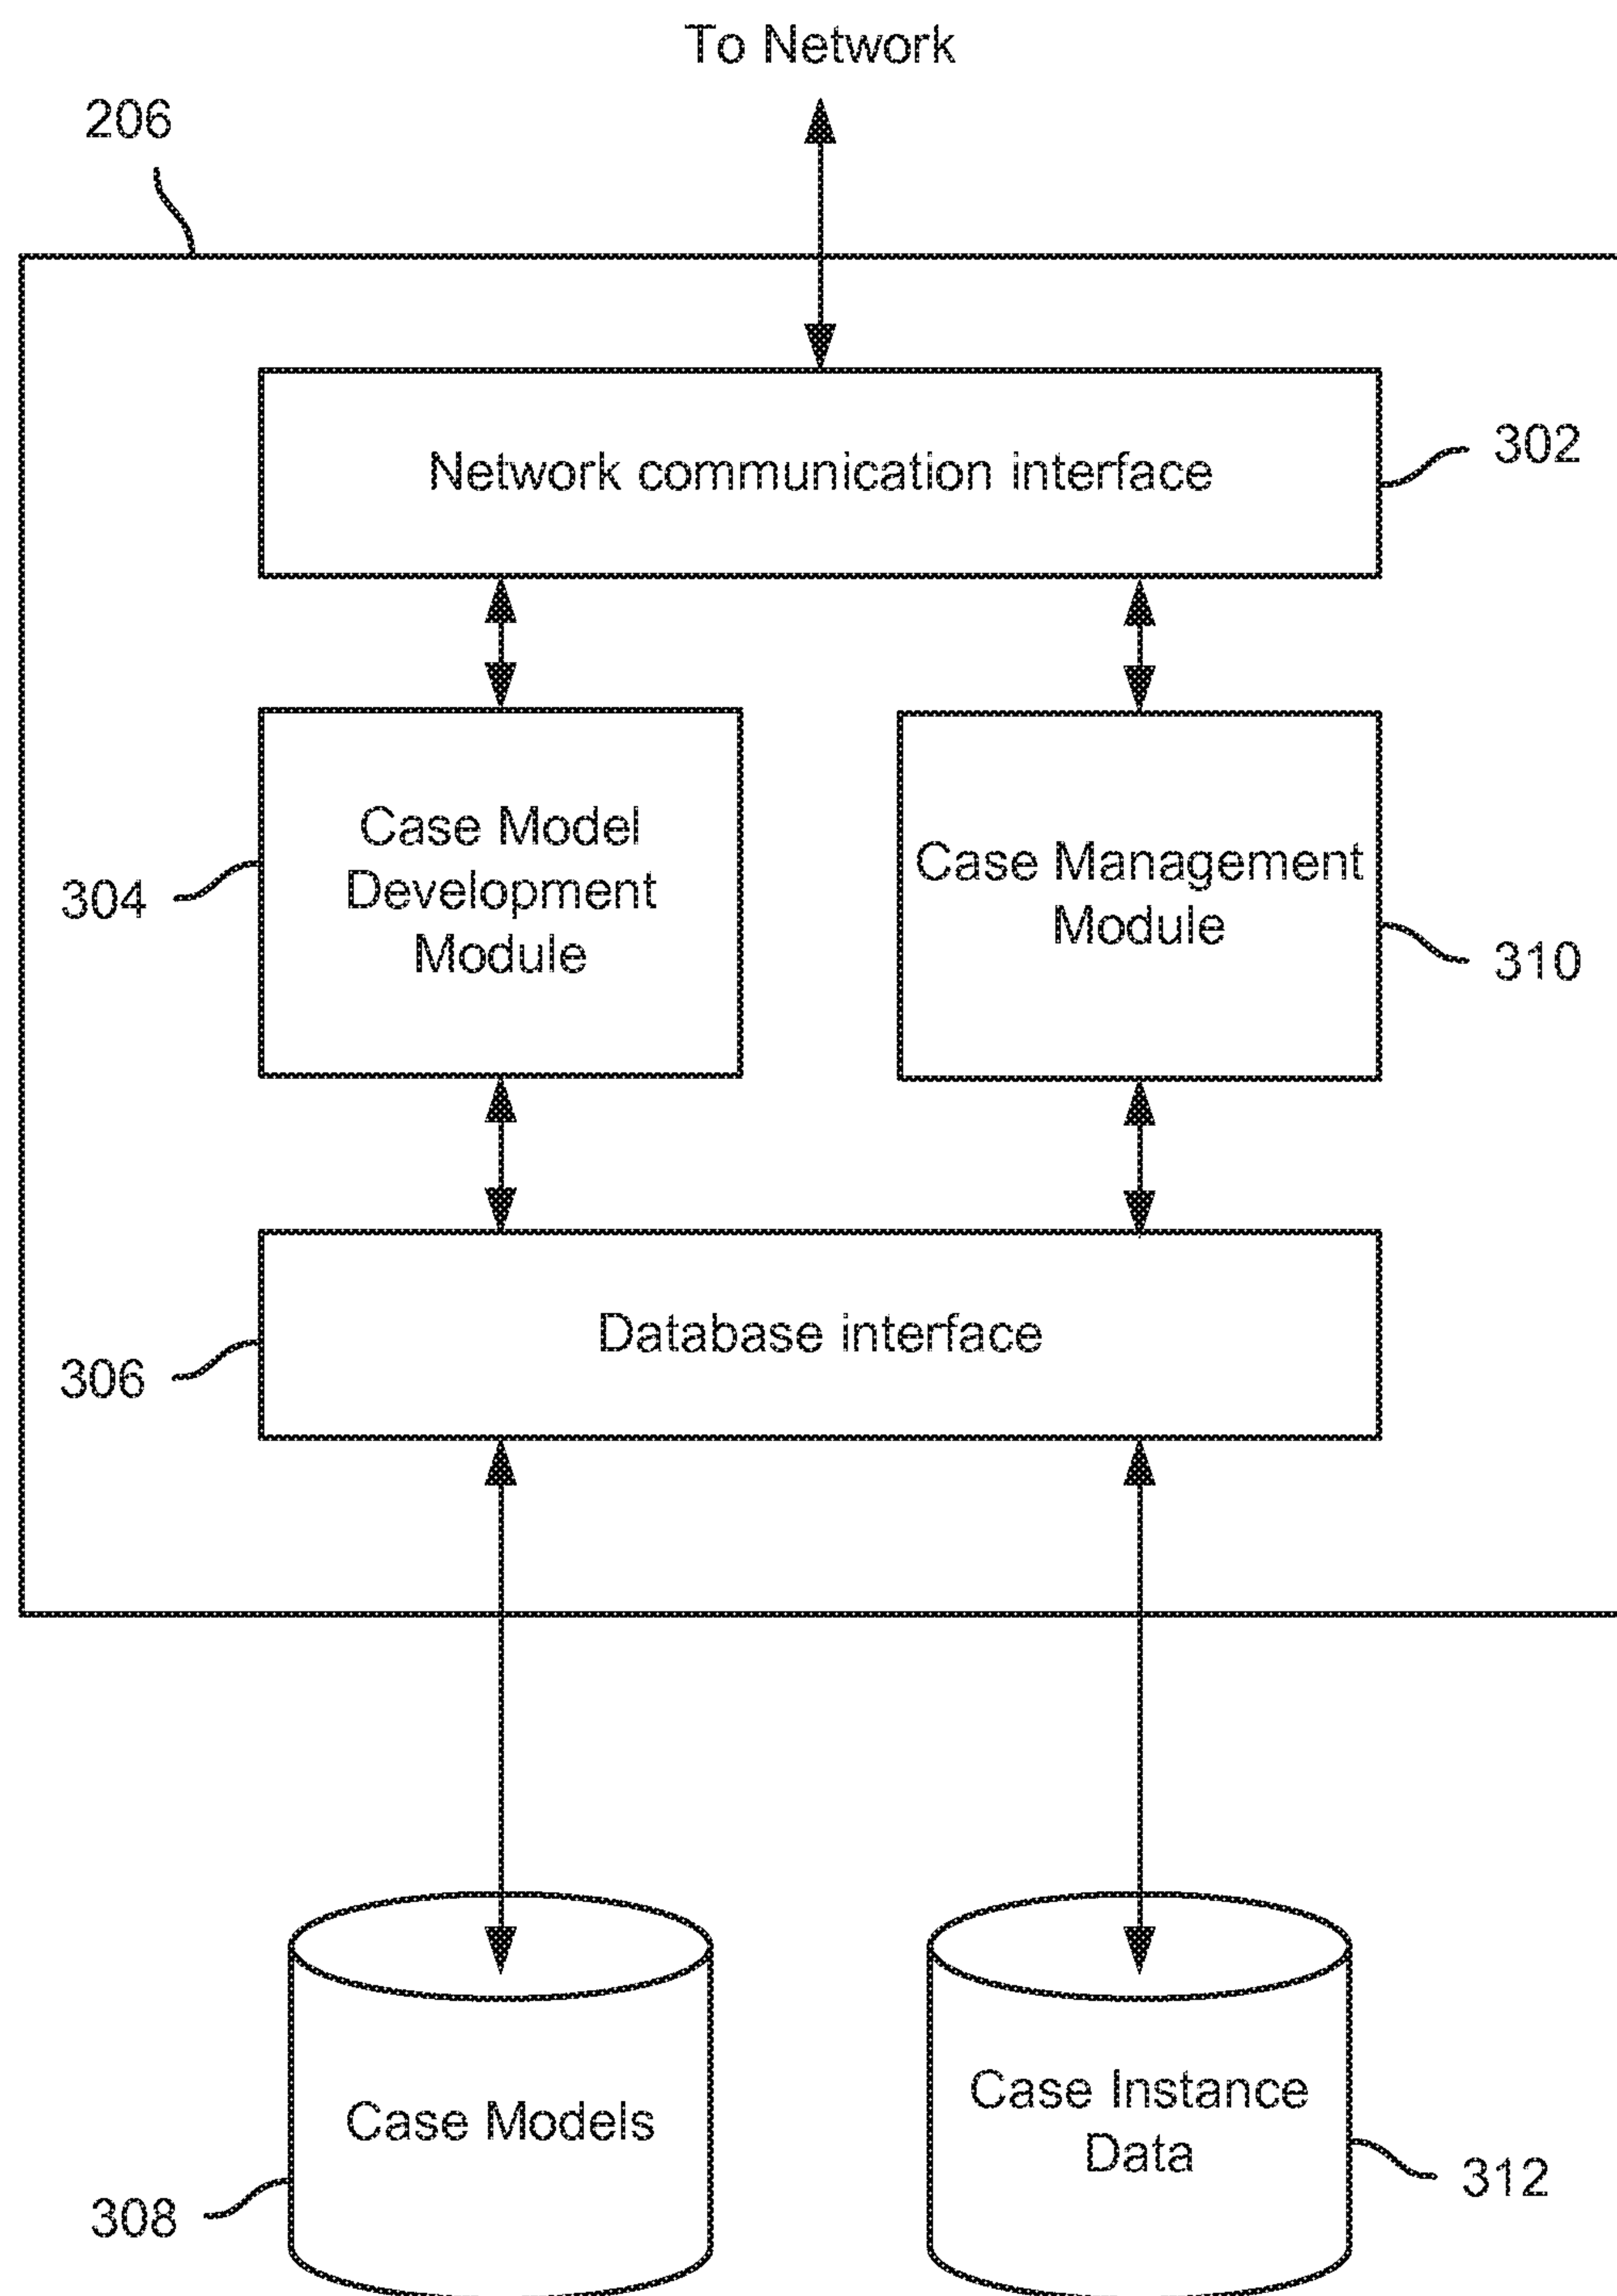 To Network
206
Network communication interface
302
Case Model
Development
Module
304
Case Management
Module
310
Database interface
306
Case Models
308
Case Instance
Data
312